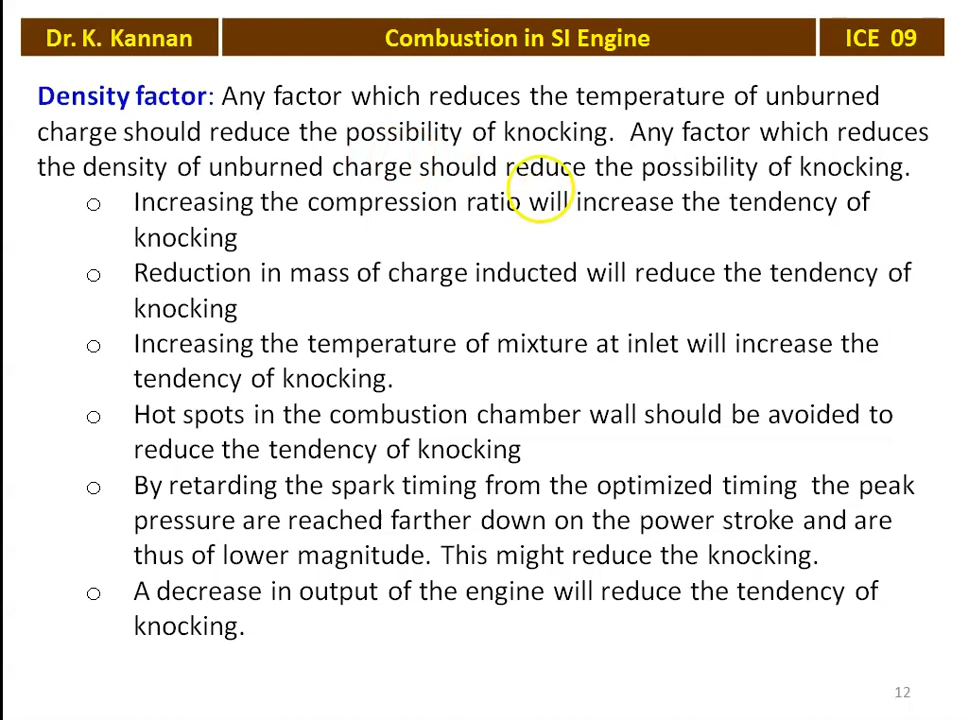 Dr. K. Kannan
Combustion in SI Engine
ICE 09
Density factor: Any factor which reduces the temperature of unburned
charge should reduce the possibility of knocking. Any factor which reduces
the density of unburned charge should reduce the possibility of knocking.
o Increasing the compression ratio will increase the tendency of
knocking
o Reduction in mass of charge inducted will reduce the tendency of
knocking
o Increasing the temperature of mixture at inlet will increase the
tendency of knocking.
o Hot spots in the combustion chamber wall should be avoided to
reduce the tendency of knocking
o By retarding the spark timing from the optimized timing the peak
pressure are reached farther down on the power stroke and are
thus of lower magnitude. This might reduce the knocking.
o A decrease in output of the engine will reduce the tendency of
knocking.
12